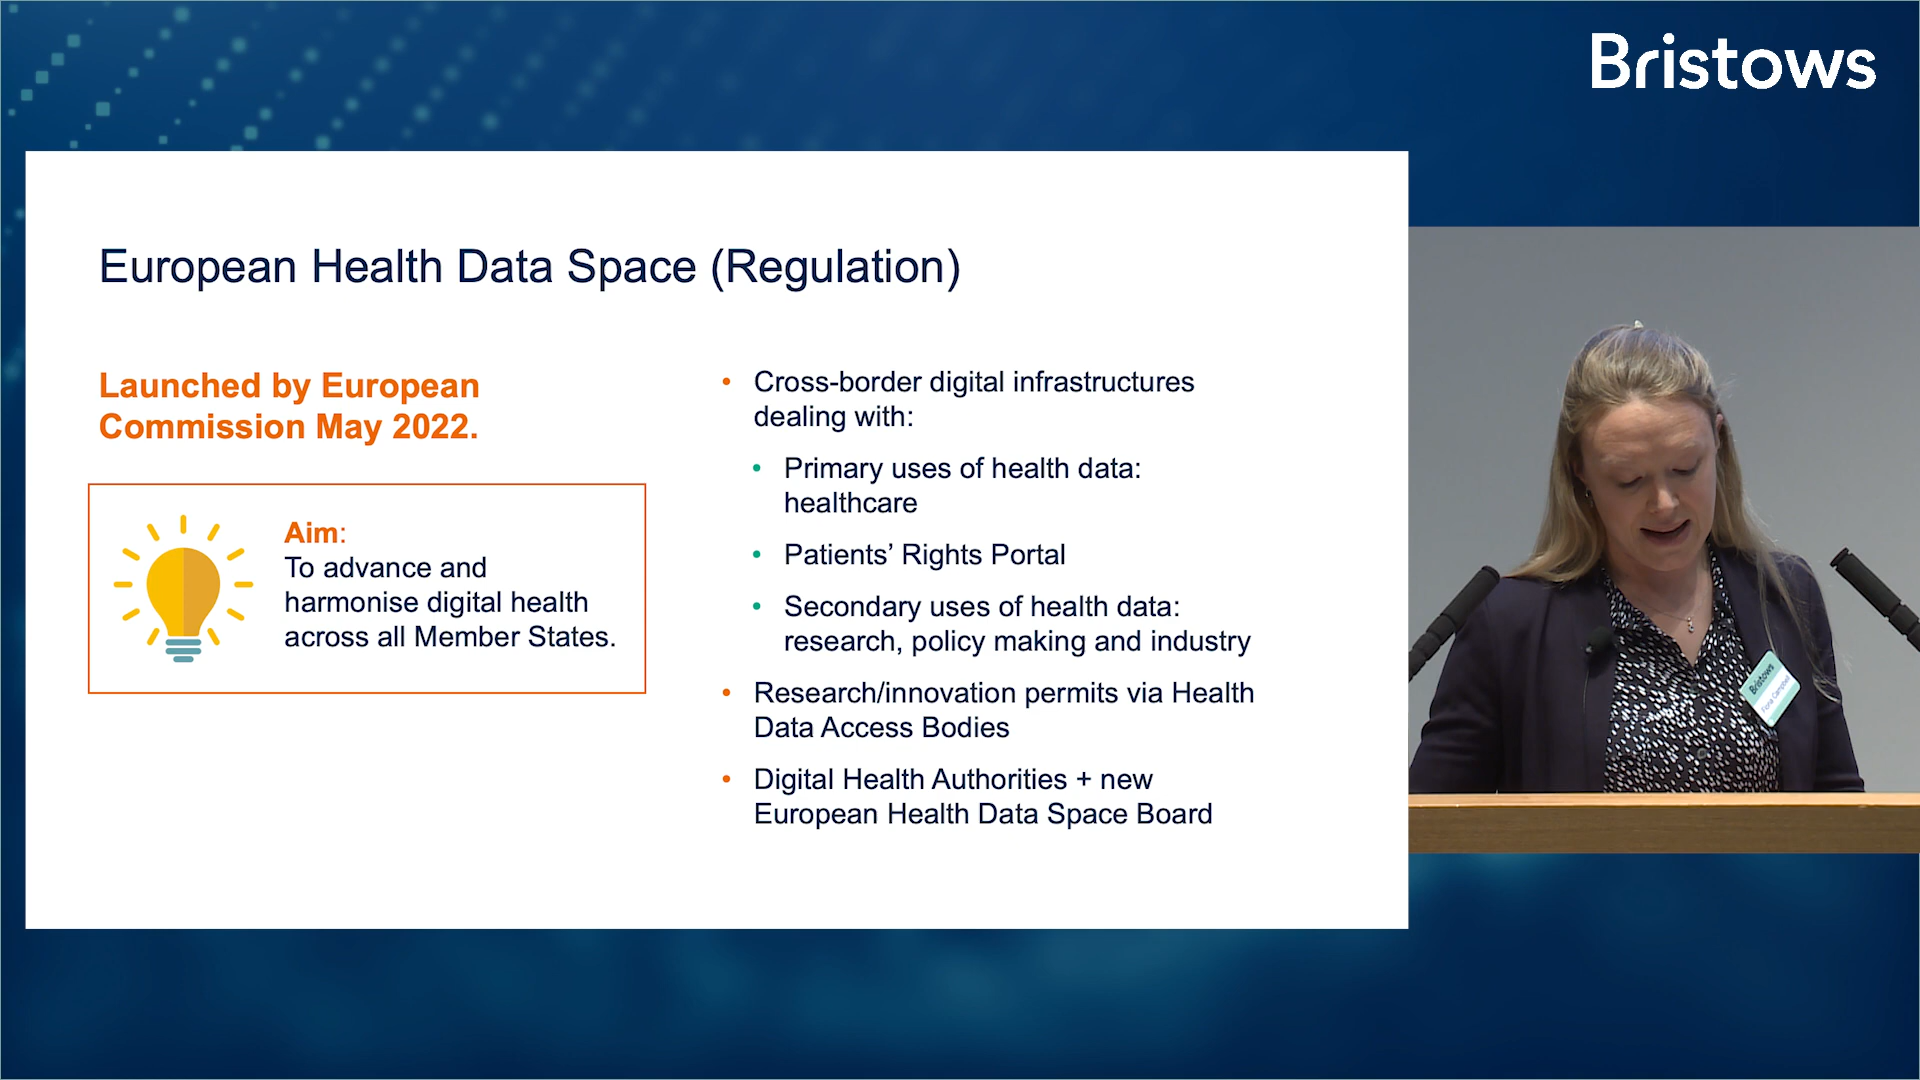 Bristows
European Health Data Space (Regulation)
Launched by European
Commission May 2022.
Aim:
To advance and
harmonise digital health
across all Member States.
• Cross-border digital infrastructures
dealing with:
• Primary uses of health data:
healthcare
• Patients’ Rights Portal
• Secondary uses of health data:
research, policy making and industry
• Research/innovation permits via Health
Data Access Bodies
• Digital Health Authorities + new
European Health Data Space Board
Bristows
Fiona Campbell